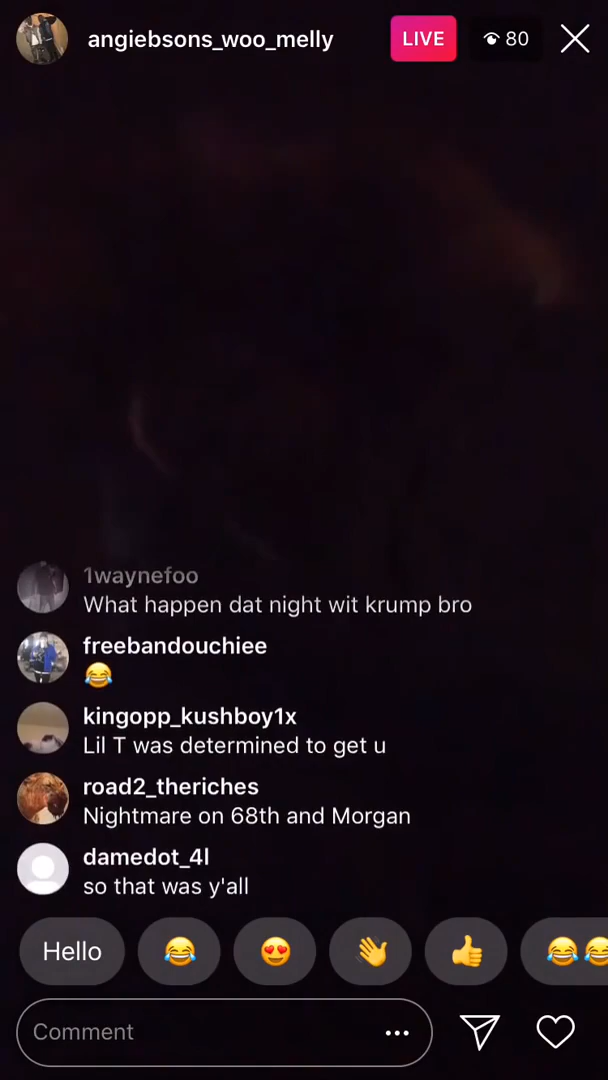 angiebsons_woo_melly LIVE 80
1waynefoo
What happen dat night wit krump bro
freebandouchiee
😂
kingopp_kushboy1x
Lil T was determined to get u
road2_theriches
Nightmare on 68th and Morgan
damedot_4l
so that was y'all
Hello 😂 😍 👋 👍 😂😂
Comment ...